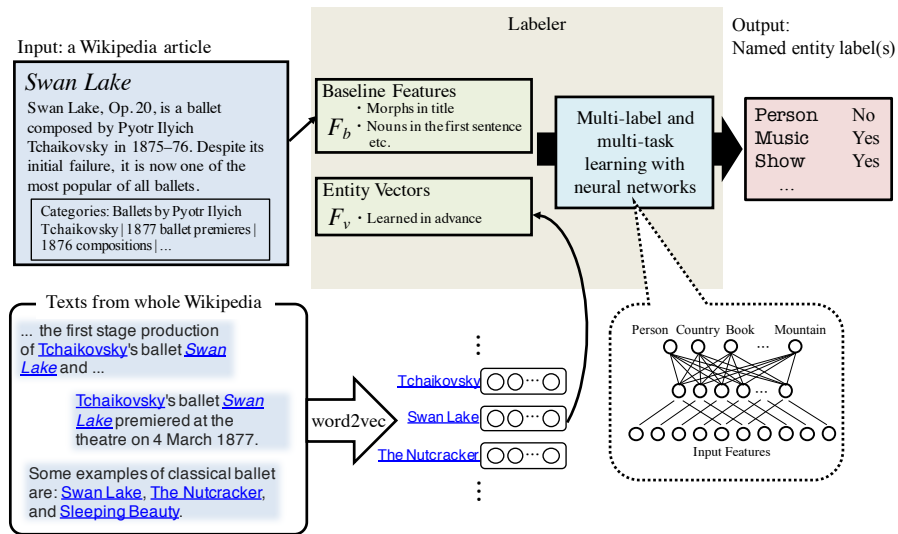 Labeler
Output:
Named entity label(s)
Input: a Wikipedia article
Swan Lake
Swan Lake, Op. 20, is a ballet
composed by Pyotr Ilyich
Tchaikovsky in 1875–76. Despite its
initial failure, it is now one of the
most popular of all ballets.
Categories: Ballets by Pyotr Ilyich
Tchaikovsky | 1877 ballet premieres |
1876 compositions | ...
Baseline Features
Fb
・Morphs in title
・Nouns in the first sentence
etc.
Entity Vectors
Fv ・Learned in advance
Multi-label and
multi-task
learning with
neural networks
Person No
Music Yes
Show Yes
...
Texts from whole Wikipedia
... the first stage production
of Tchaikovsky's ballet Swan
Lake and ...
Tchaikovsky's ballet Swan
Lake premiered at the
theatre on 4 March 1877.
Some examples of classical ballet
are: Swan Lake, The Nutcracker,
and Sleeping Beauty.
word2vec
Tchaikovsky ...
Swan Lake ...
The Nutcracker ...
Person Country Book ... Mountain
...
Input Features